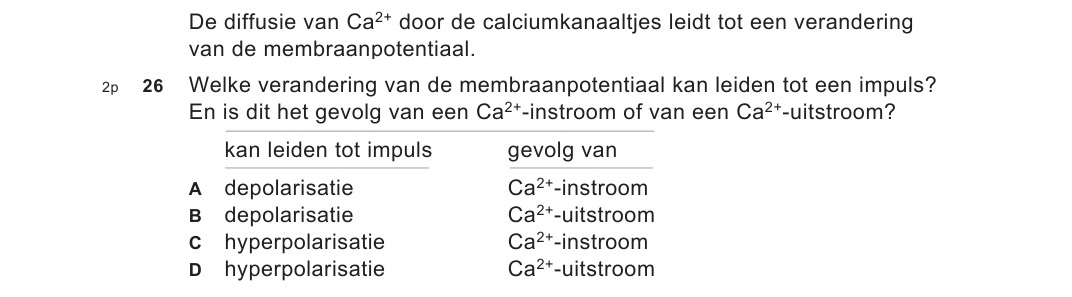 De diffusie van Ca²⁺ door de calciumkanaaltjes leidt tot een verandering
van de membraanpotentiaal.
2p 26 Welke verandering van de membraanpotentiaal kan leiden tot een impuls?
En is dit het gevolg van een Ca²⁺-instroom of van een Ca²⁺-uitstroom?
kan leiden tot impuls gevolg van
A depolarisatie Ca²⁺-instroom
B depolarisatie Ca²⁺-uitstroom
C hyperpolarisatie Ca²⁺-instroom
D hyperpolarisatie Ca²⁺-uitstroom